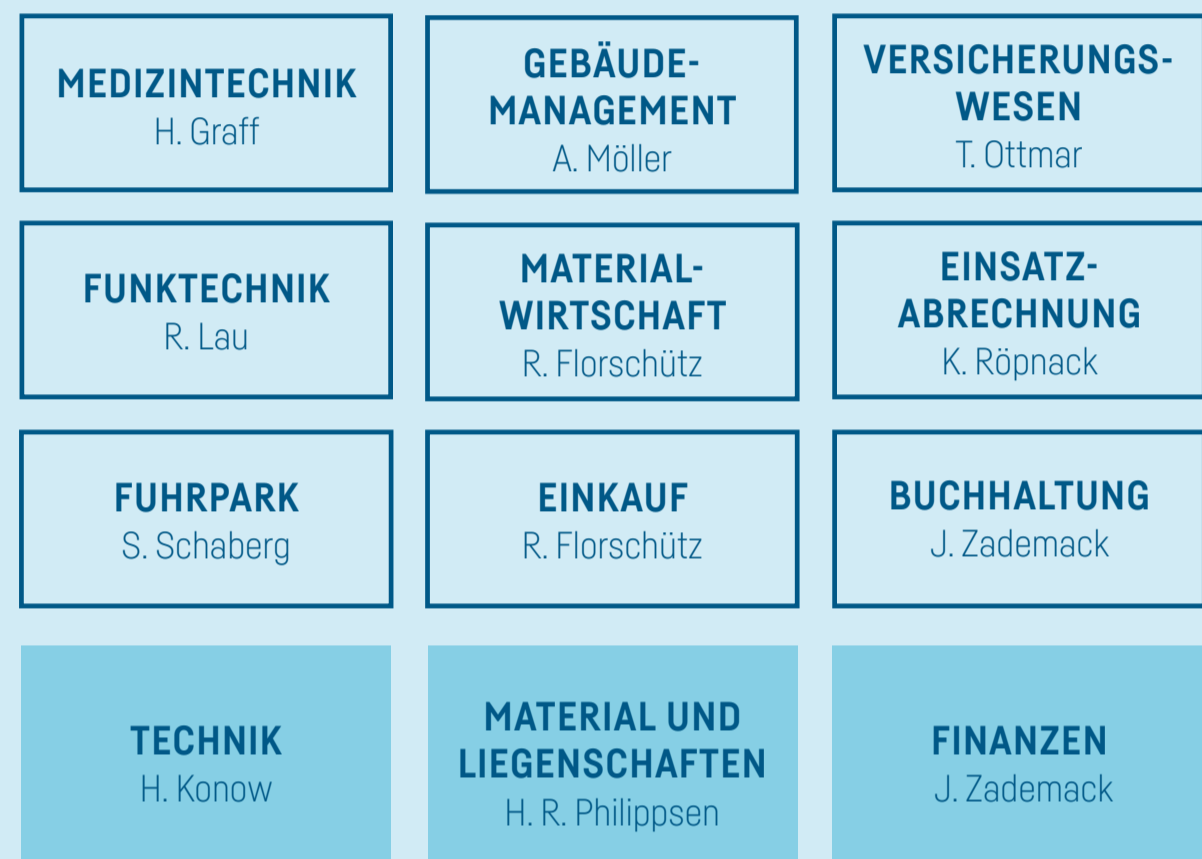 MEDIZINTECHNIK
H. Graff
GEBÄUDE-
MANAGEMENT
A. Möller
VERSICHERUNGS-
WESEN
T. Ottmar
FUNKTECHNIK
R. Lau
MATERIAL-
WIRTSCHAFT
R. Florschütz
EINSATZ-
ABRECHNUNG
K. Röpnack
FUHRPARK
S. Schaberg
EINKAUF
R. Florschütz
BUCHHALTUNG
J. Zademack
TECHNIK
H. Konow
MATERIAL UND
LIEGENSCHAFTEN
H. R. Philippsen
FINANZEN
J. Zademack